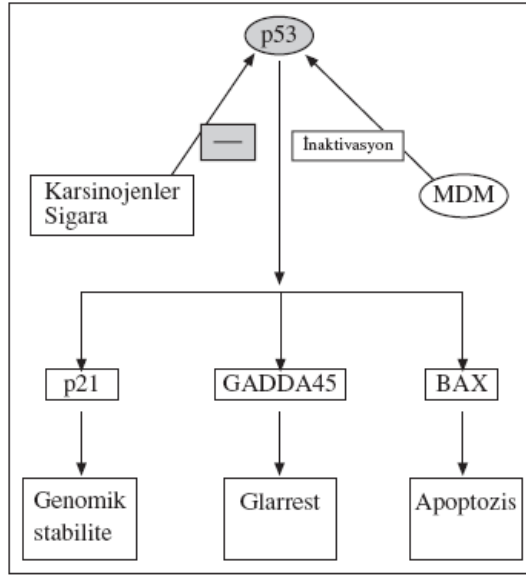 p53
—
İnaktivasyon
Karsinojenler
Sigara
MDM
p21
GADDA45
BAX
Genomik
stabilite
Glarrest
Apoptozis